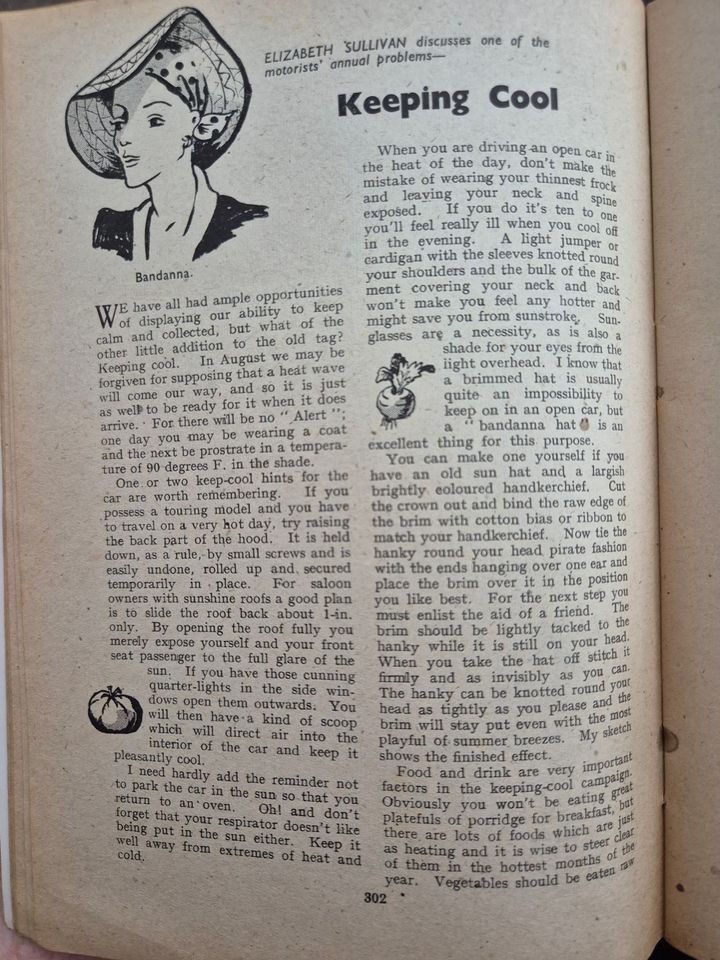 ELIZABETH SULLIVAN discusses one of the
motorists' annual problems—
Keeping Cool
Bandanna.
WE have all had ample opportunities
of displaying our ability to keep
calm and collected, but what of the
other little addition to the old tag?
Keeping cool. In August we may be
forgiven for supposing that a heat wave
will come our way, and so it is just
as well to be ready for it when it does
arrive. For there will be no "Alert";
one day you may be wearing a coat
and the next be prostrate in a tempera-
ture of 90 degrees F. in the shade.
One or two keep-cool hints for the
car are worth remembering. If you
possess a touring model and you have
to travel on a very hot day, try raising
the back part of the hood. It is held
down, as a rule, by small screws and is
easily undone, rolled up and secured
temporarily in place. For saloon
owners with sunshine roofs a good plan
is to slide the roof back about 1-in.
only. By opening the roof fully you
merely expose yourself and your front
seat passenger to the full glare of the
sun. If you have those cunning
quarter-lights in the side win-
dows open them outwards. You
will then have a kind of scoop
which will direct air into the
interior of the car and keep it
pleasantly cool.
I need hardly add the reminder not
to park the car in the sun so that you
return to an oven. Oh! and don't
forget that your respirator doesn't like
being put in the sun either. Keep it
well away from extremes of heat and
cold.
When you are driving an open car in
the heat of the day, don't make the
mistake of wearing your thinnest frock
and leaving your neck and spine
exposed. If you do it's ten to one
you'll feel really ill when you cool off
in the evening. A light jumper or
cardigan with the sleeves knotted round
your shoulders and the bulk of the gar-
ment covering your neck and back
won't make you feel any hotter and
might save you from sunstroke. Sun-
glasses are a necessity, as is also a
shade for your eyes from the
light overhead. I know that
a brimmed hat is usually
quite an impossibility to
keep on in an open car, but
a "bandanna hat" is an
excellent thing for this purpose.
You can make one yourself if you
have an old sun hat and a largish
brightly coloured handkerchief. Cut
the crown out and bind the raw edge of
the brim with cotton bias or ribbon to
match your handkerchief. Now tie the
hanky round your head pirate fashion
with the ends hanging over one ear and
place the brim over it in the position
you like best. For the next step you
must enlist the aid of a friend. The
brim should be lightly tacked to the
hanky while it is still on your head.
When you take the hat off stitch it
firmly and as invisibly as you can.
The hanky can be knotted round your
head as tightly as you please and the
brim will stay put even with the most
playful of summer breezes. My sketch
shows the finished effect.
Food and drink are very important
factors in the keeping-cool campaign.
Obviously you won't be eating great
platefuls of porridge for breakfast, but
there are lots of foods which are just
as heating and it is wise to steer clear
of them in the hottest months of the
year. Vegetables should be eaten raw
302